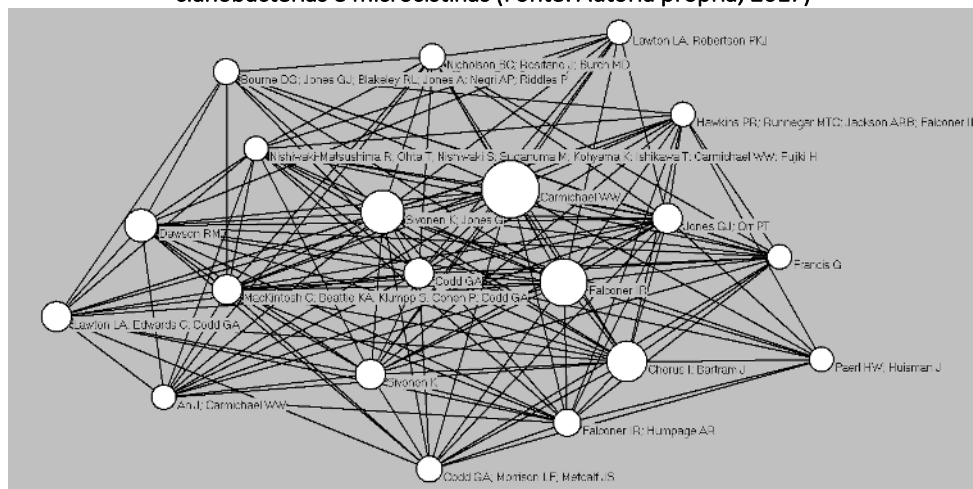 cianobactérias e microcistinas (Fonte: Autoria própria, 2017)
Lawton LA; Robertson PKJ
Nicholson BC; Rositano J; Burch MD
Bourne DG; Jones GJ; Blakeley RL; Jones A; Negri AP; Riddles P
Hawkins PR; Runnegar MTC; Jackson ARB; Falconer I
Nishiwaki-Matsushima R; Ohta T; Nishiwaki S; Suganuma M; Kohyama K; Ishikawa T; Carmichael WW; Fujiki H
Carmichael WW
Sivonen K; Jones G
Jones GJ; Orr PT
Dawson RM
Francis G
Codd GA
Falconer IR
MacKintosh C; Beattie KA; Klumpp S; Cohen P; Codd GA
Lawton LA; Edwards C; Codd GA
Chorus I; Bartram J
Paerl HW; Huisman J
Sivonen K
An J; Carmichael WW
Falconer IR; Humpage AR
Codd GA; Morrison LF; Metcalf JS